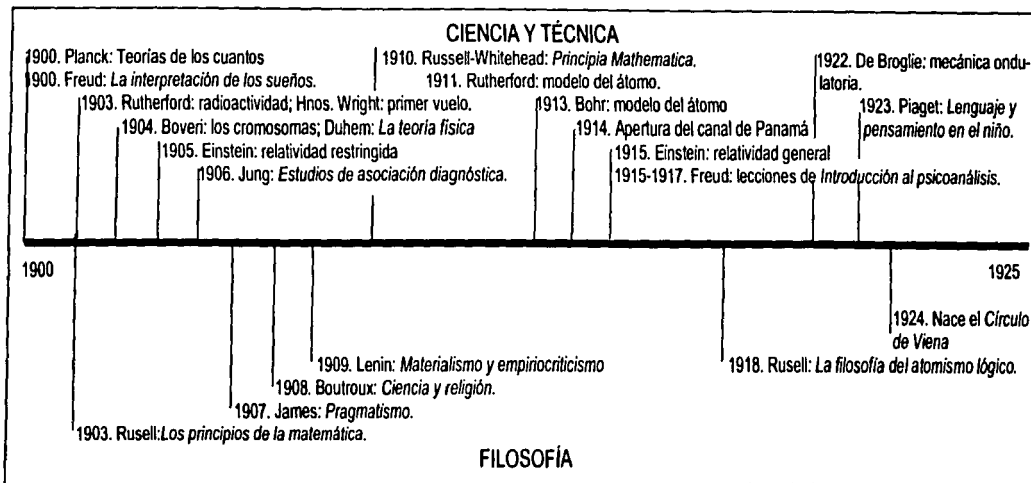 CIENCIA Y TÉCNICA
1900. Planck: Teorías de los cuantos
1900. Freud: La interpretación de los sueños.
1903. Rutherford: radioactividad; Hnos. Wright: primer vuelo.
1904. Boveri: los cromosomas; Duhem: La teoría física
1905. Einstein: relatividad restringida
1906. Jung: Estudios de asociación diagnóstica.
1910. Russell-Whitehead: Principia Mathematica.
1911. Rutherford: modelo del átomo.
1913. Bohr: modelo del átomo
1914. Apertura del canal de Panamá
1915. Einstein: relatividad general
1915-1917. Freud: lecciones de Introducción al psicoanálisis.
1922. De Broglie: mecánica ondu-
latoria.
1923. Piaget: Lenguaje y
pensamiento en el niño.
1900
1925
1924. Nace el Círculo
de Viena
1909. Lenin: Materialismo y empiriocriticismo
1918. Rusell: La filosofía del atomismo lógico.
1908. Boutroux: Ciencia y religión.
1907. James: Pragmatismo.
1903. Rusell:Los principios de la matemática.
FILOSOFÍA